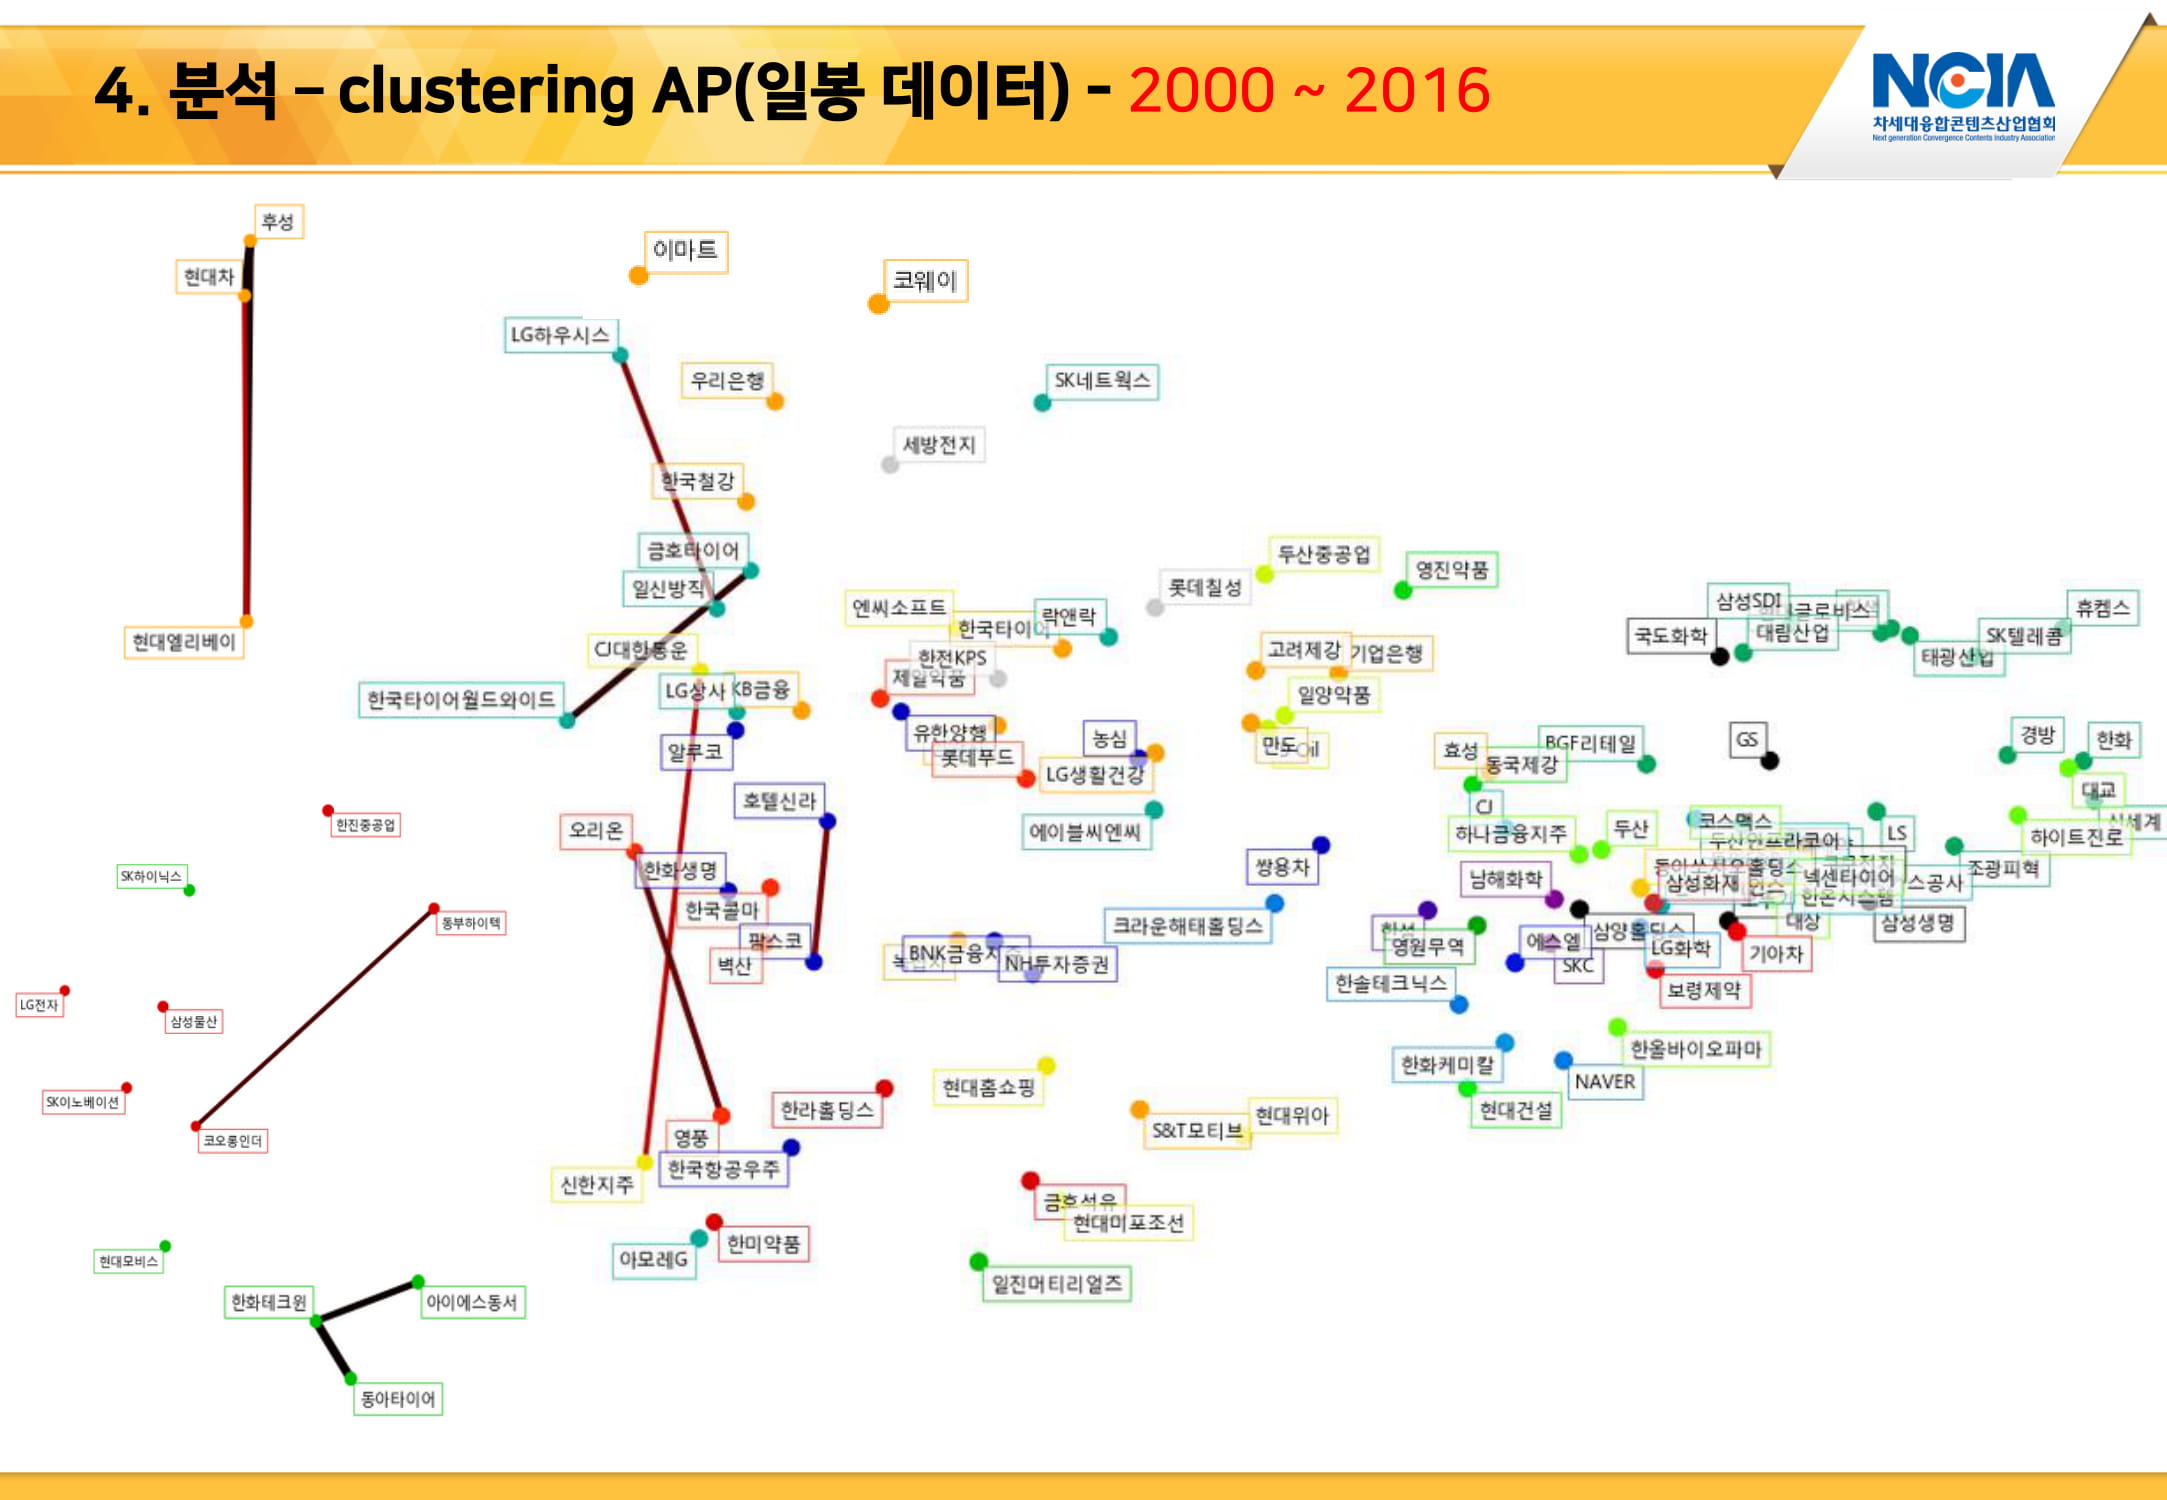 4. 분석 – clustering AP(일봉 데이터) - 2000 ~ 2016
NCIA
차세대융합콘텐츠산업협회
Next generation Convergence Contents Industry Association
후성
현대차
이마트
코웨이
LG하우시스
우리은행
SK네트웍스
세방전지
한국철강
금호타이어
일신방직
두산중공업
영진약품
롯데칠성
엔씨소프트
한국타이어
락앤락
삼성SDI
글로비스
휴켐스
국도화학
대림산업
SK텔레콤
태광산업
현대엘리베이
CJ대한통운
한전KPS
제일약품
고려제강
기업은행
LG상사
KB금융
한국타이어월드와이드
일양약품
알루코
유한양행
농심
만도
효성
BGF리테일
GS
경방
한화
롯데푸드
LG생활건강
동국제강
호텔신라
CJ
대교
한진중공업
오리온
에이블씨엔씨
하나금융지주
두산
코스맥스
두산인프라코어
LS
하이트진로
SK하이닉스
한화생명
쌍용차
남해화학
삼성화재
넥센타이어
조광피혁
한국콜마
한온시스템
동부하이텍
크라운해태홀딩스
영원무역
에스엘
삼양홀딩스
대상
삼성생명
팜스코
벽산
BNK금융지주
NH투자증권
SKC
LG화학
기아차
한솔테크닉스
보령제약
LG전자
삼성물산
한화케미칼
한올바이오파마
NAVER
SK이노베이션
현대홈쇼핑
한라홀딩스
현대건설
코오롱인더
영풍
S&T모티브
현대위아
신한지주
한국항공우주
금호석유
현대미포조선
한미약품
아모레G
현대모비스
일진머티리얼즈
한화테크윈
아이에스동서
동아타이어